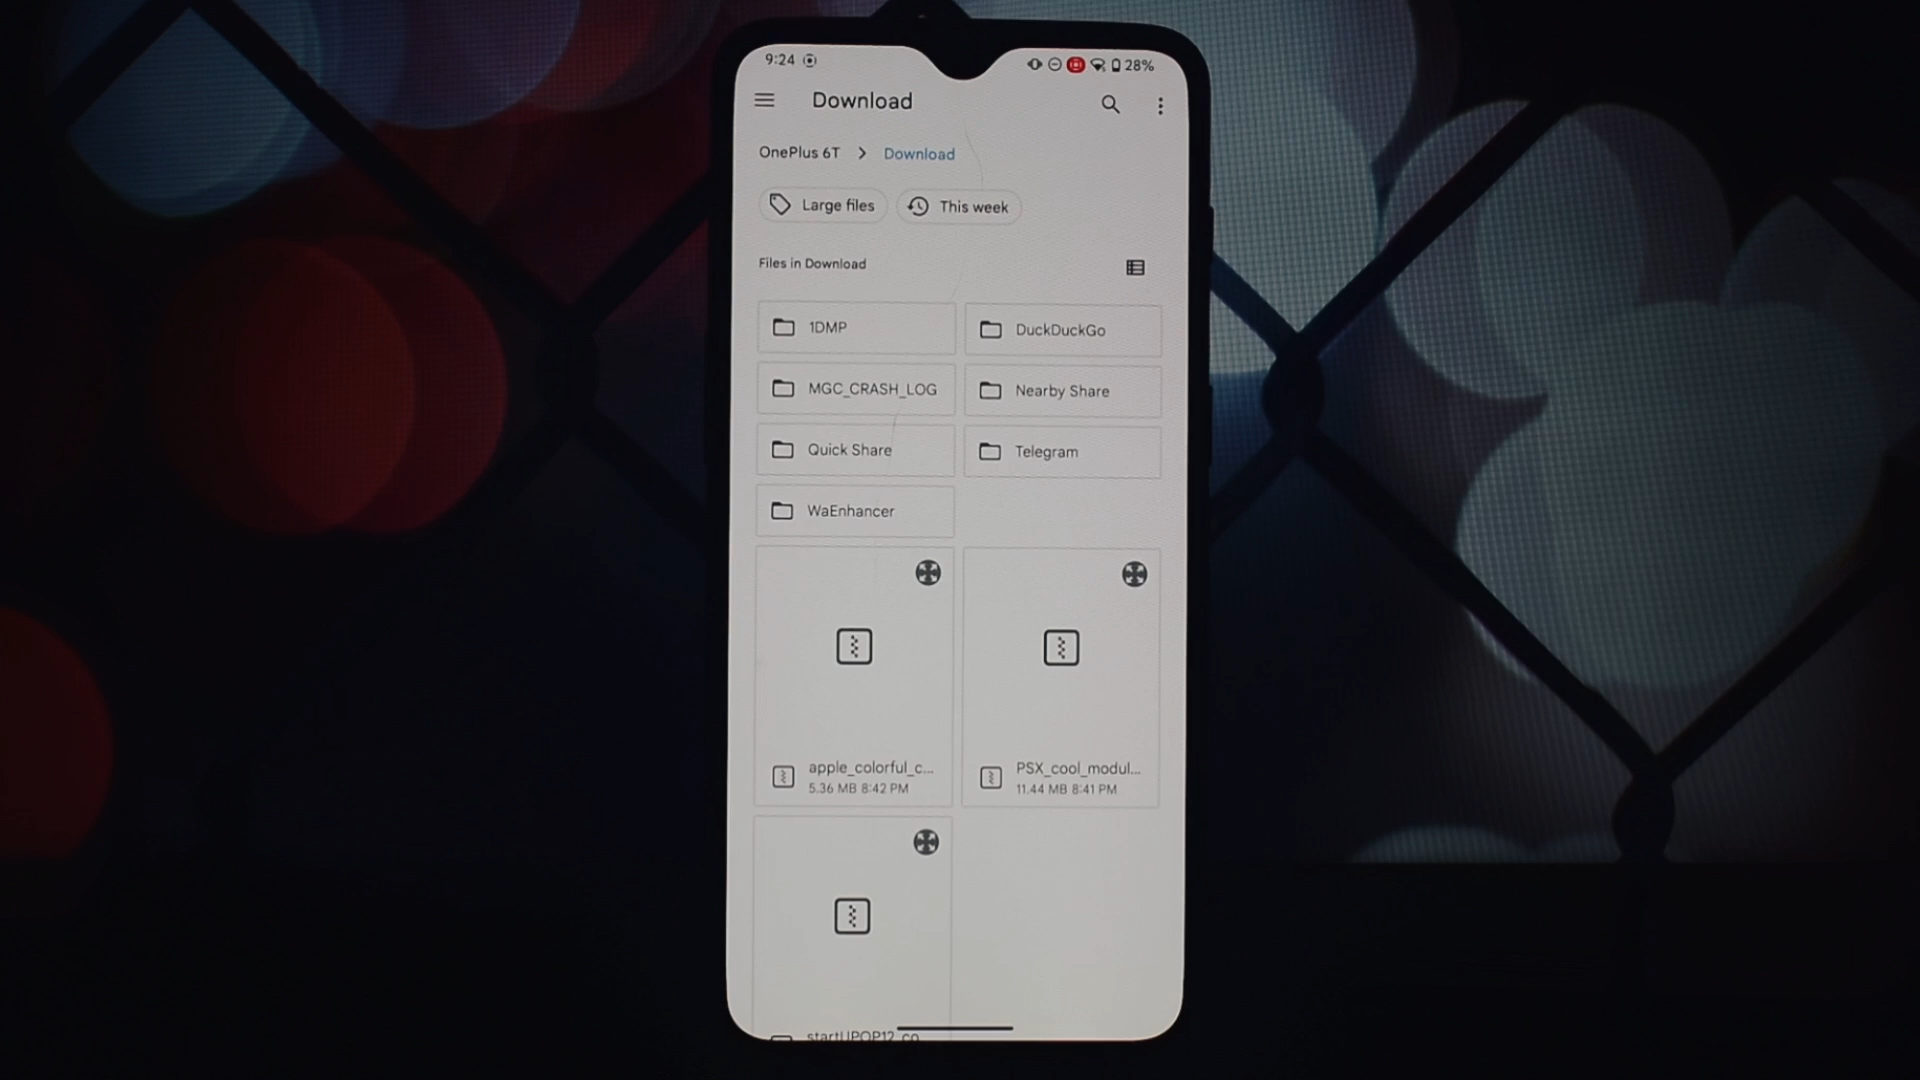 9:24
28%
Download
OnePlus 6T > Download
Large files
This week
Files in Download
1DMP
DuckDuckGo
MGC_CRASH_LOG
Nearby Share
Quick Share
Telegram
WaEnhancer
apple_colorful_c...
5.36 MB 8:42 PM
PSX_cool_modul...
11.44 MB 8:41 PM